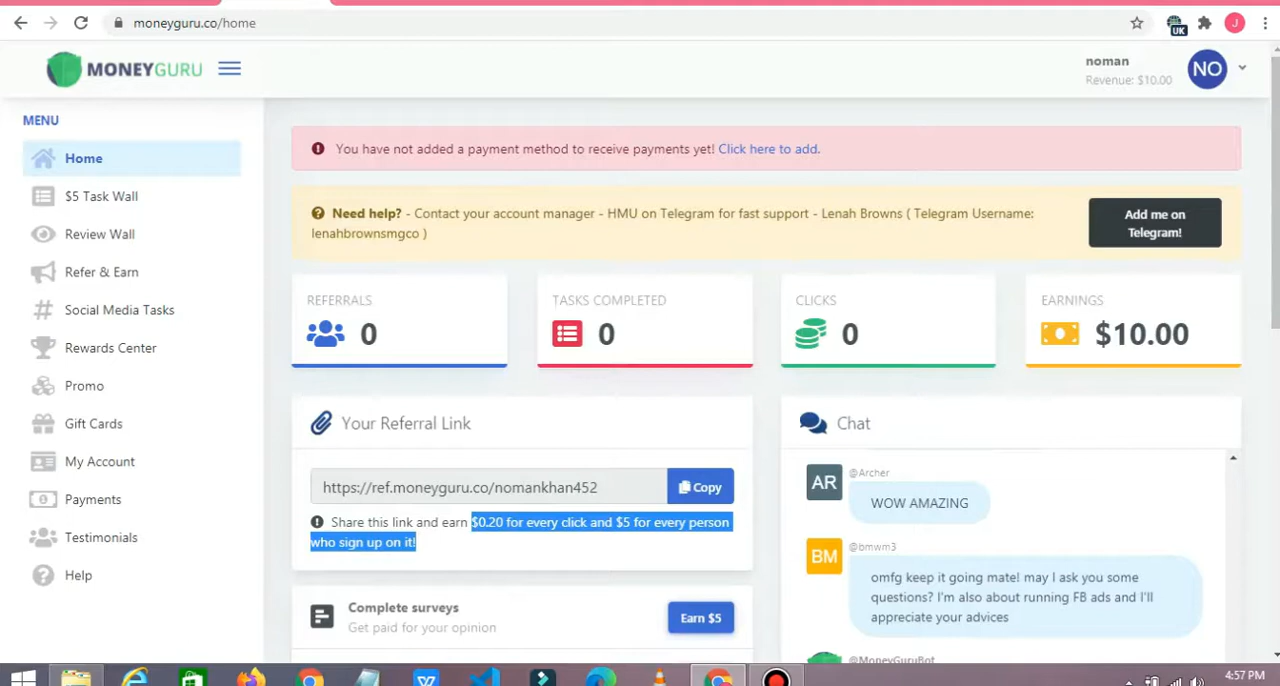 moneyguru.co/home
J
UK
MONEYGURU
noman
Revenue: $10.00
NO
MENU
Home
$5 Task Wall
Review Wall
Refer & Earn
Social Media Tasks
Rewards Center
Promo
Gift Cards
My Account
Payments
Testimonials
Help
You have not added a payment method to receive payments yet! Click here to add.
Need help? - Contact your account manager - HMU on Telegram for fast support - Lenah Browns ( Telegram Username:
lenahbrownsmgco )
Add me on
Telegram!
REFERRALS
0
TASKS COMPLETED
0
CLICKS
0
EARNINGS
$10.00
Your Referral Link
https://ref.moneyguru.co/nomankhan452
Copy
Share this link and earn $0.20 for every click and $5 for every person
who sign up on it!
Complete surveys
Get paid for your opinion
Earn $5
Chat
@Archer
AR
WOW AMAZING
@bmwm3
BM
omfg keep it going mate! may I ask you some
questions? I'm also about running FB ads and I'll
appreciate your advices
@MoneyGuruBot
4:57 PM